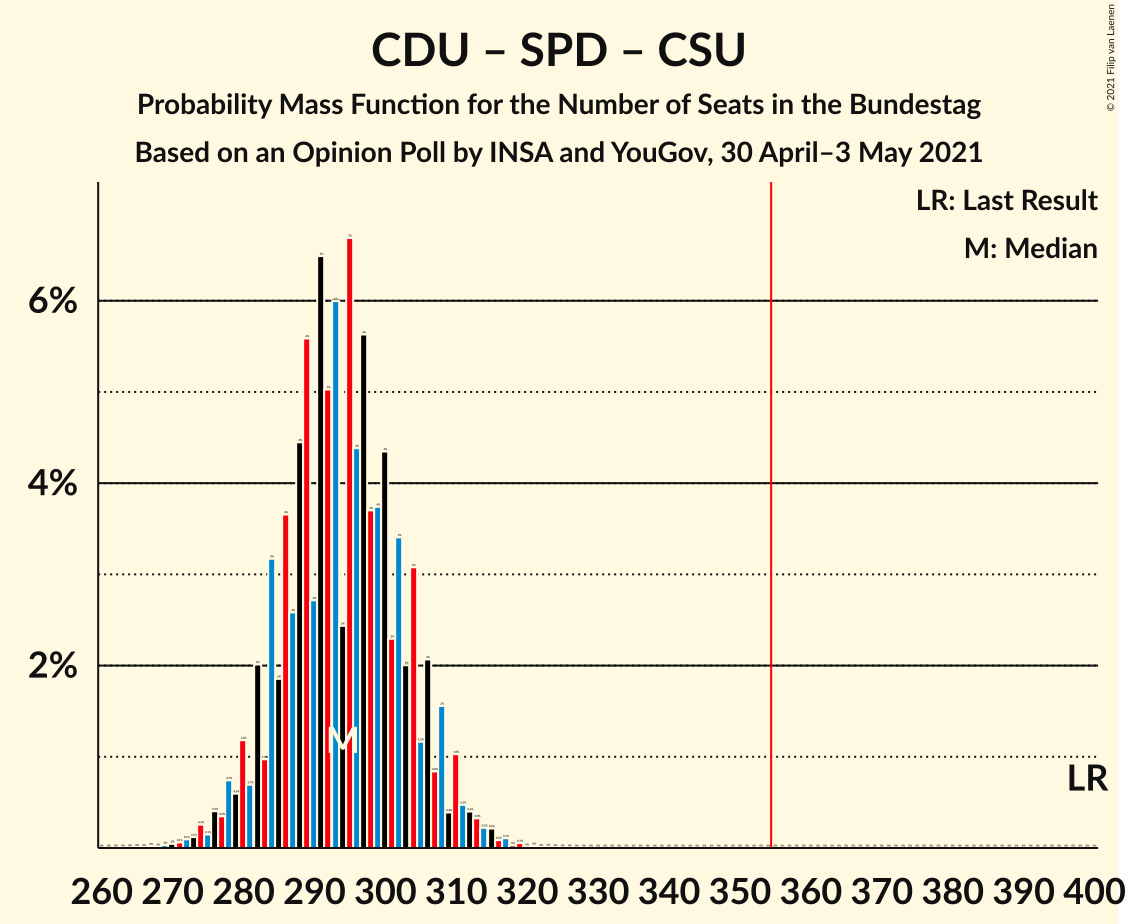 CDU – SPD – CSU
Probability Mass Function for the Number of Seats in the Bundestag
Based on an Opinion Poll by INSA and YouGov, 30 April–3 May 2021
© 2021 Filip van Laenen
LR: Last Result
M: Median
6%
4%
2%
M
LR
260 270 280 290 300 310 320 330 340 350 360 370 380 390 400